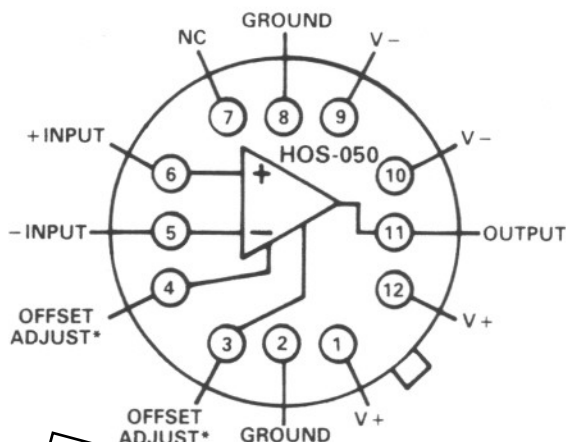 GROUND
NC
V-
7
8
9
+ INPUT
HOS-050
V-
6
+
10
- INPUT
5
-
11
OUTPUT
4
12
OFFSET
ADJUST*
V+
3
2
1
OFFSET
ADJUST*
GROUND
V+